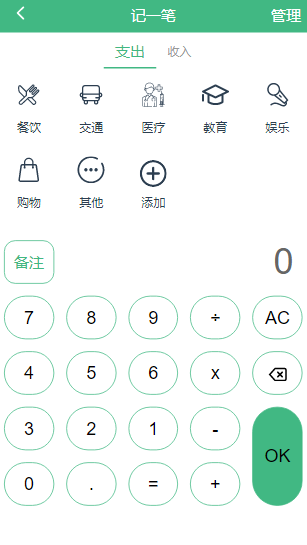 记一笔 管理
支出 收入
餐饮 交通 医疗 教育 娱乐
购物 其他 添加
备注 0
7 8 9 ÷ AC
4 5 6 x
3 2 1 -
OK
0 . = +